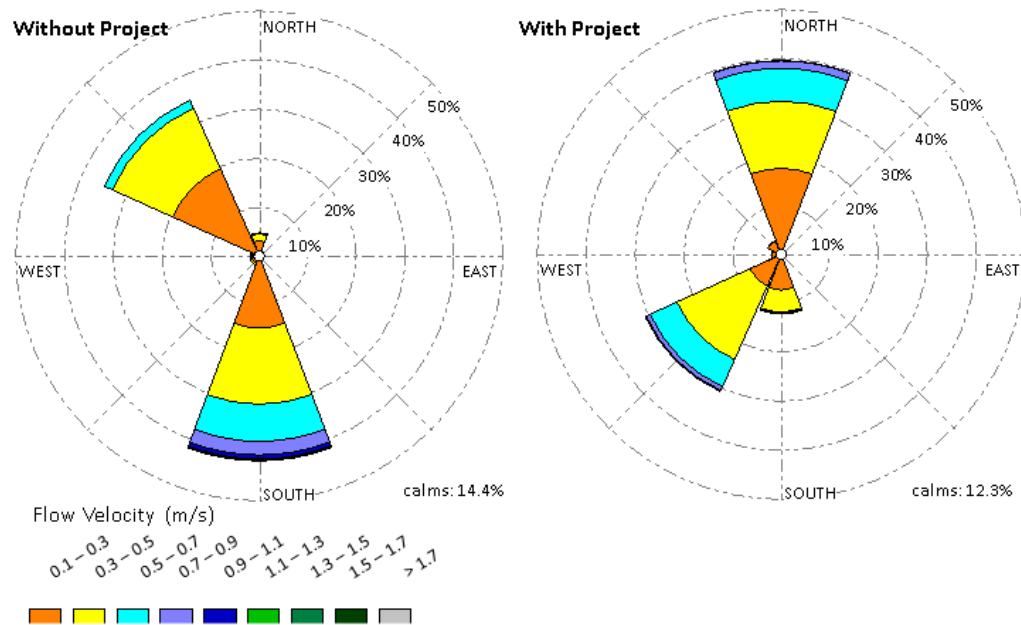 Without Project
NORTH
50%
40%
30%
20%
10%
WEST
EAST
SOUTH
calms: 14.4%
With Project
NORTH
50%
40%
30%
20%
10%
WEST
EAST
SOUTH
calms: 12.3%
Flow Velocity (m/s)
0.1 – 0.3
0.3 – 0.5
0.5 – 0.7
0.7 – 0.9
0.9 – 1.1
1.1 – 1.3
1.3 – 1.5
1.5 – 1.7
> 1.7